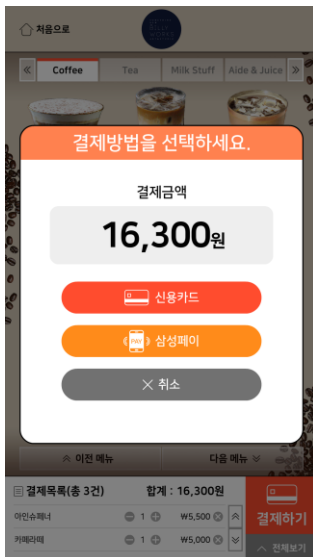 처음으로
BILLY
WORKS
Coffee Tea Milk Stuff Aide & Juice
결제방법을 선택하세요.
결제금액
16,300원
신용카드
PAY 삼성페이
취소
이전 메뉴 다음 메뉴
결제목록(총 3건) 합계 : 16,300원
아인슈패너 1 ₩5,500
카페라떼 1 ₩5,000
결제하기
전체보기